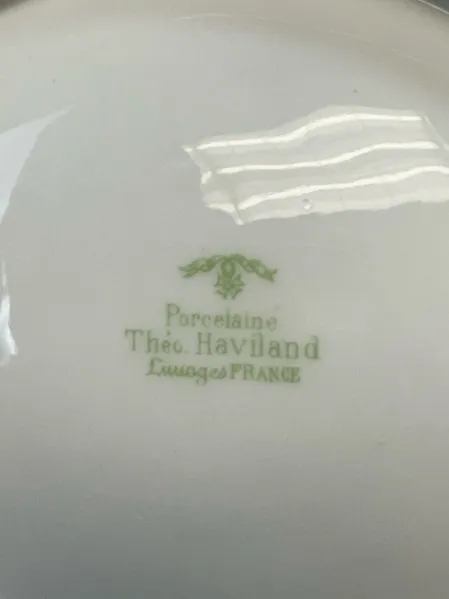 Porcelaine
Théo. Haviland
Limoges FRANCE